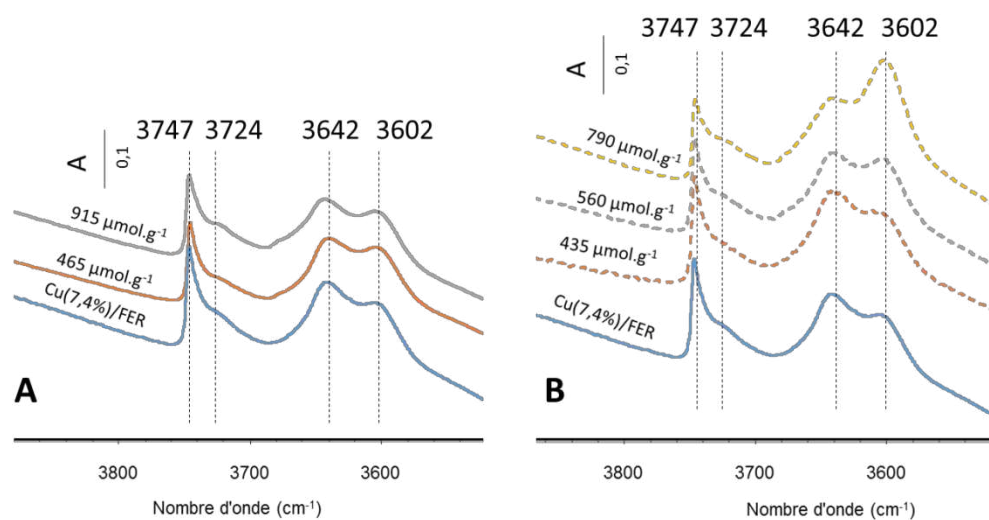 3747 3724 3642 3602
A
0,1
915 µmol.g-1
465 µmol.g-1
Cu(7,4%)/FER
A
3800 3700 3600
Nombre d'onde (cm-1)
3747 3724 3642 3602
A
0,1
790 µmol.g-1
560 µmol.g-1
435 µmol.g-1
Cu(7,4%)/FER
B
3800 3700 3600
Nombre d'onde (cm-1)